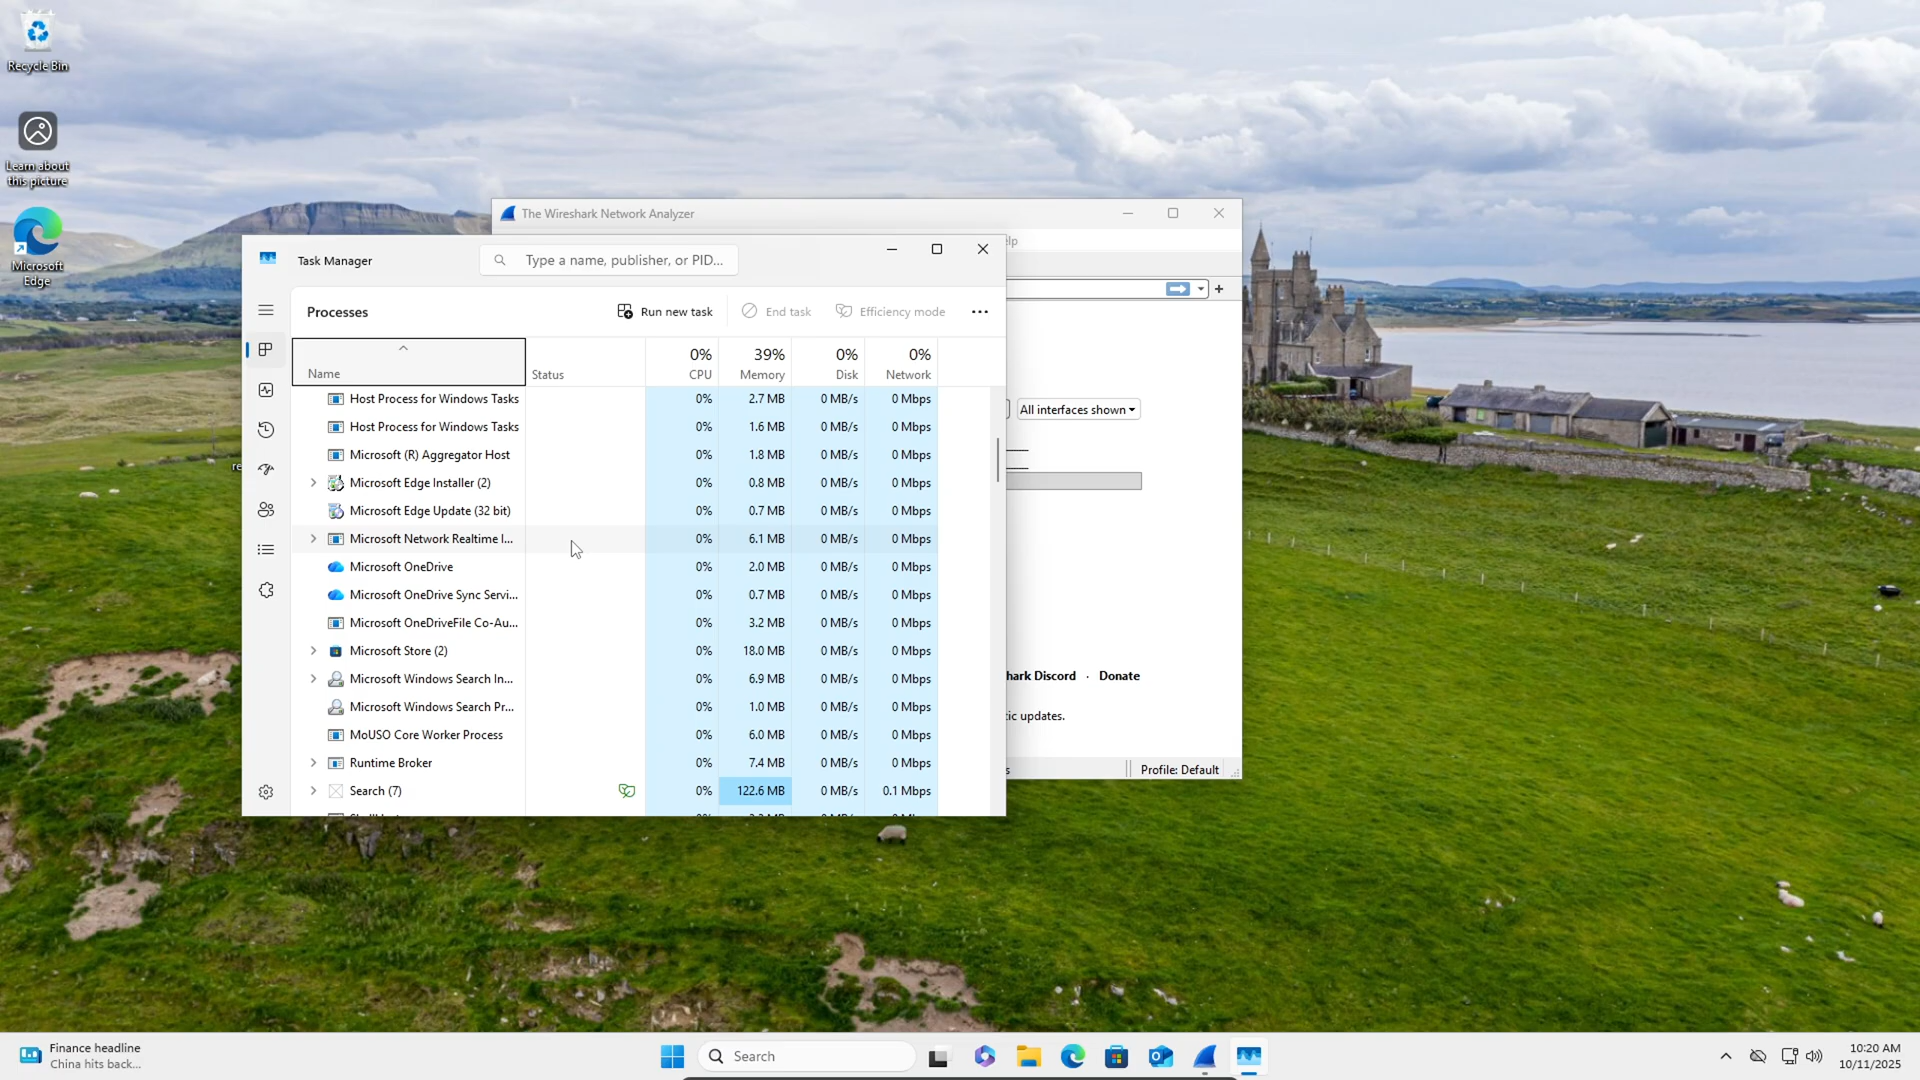 Recycle Bin
Learn about
this picture
Microsoft
Edge
re
The Wireshark Network Analyzer
elp
All interfaces shown
hark Discord · Donate
ic updates.
s
Profile: Default
Task Manager
Type a name, publisher, or PID...
Processes
Run new task
End task
Efficiency mode
Name
Status
0%
CPU
39%
Memory
0%
Disk
0%
Network
Host Process for Windows Tasks 0% 2.7 MB 0 MB/s 0 Mbps
Host Process for Windows Tasks 0% 1.6 MB 0 MB/s 0 Mbps
Microsoft (R) Aggregator Host 0% 1.8 MB 0 MB/s 0 Mbps
Microsoft Edge Installer (2) 0% 0.8 MB 0 MB/s 0 Mbps
Microsoft Edge Update (32 bit) 0% 0.7 MB 0 MB/s 0 Mbps
Microsoft Network Realtime I... 0% 6.1 MB 0 MB/s 0 Mbps
Microsoft OneDrive 0% 2.0 MB 0 MB/s 0 Mbps
Microsoft OneDrive Sync Servi... 0% 0.7 MB 0 MB/s 0 Mbps
Microsoft OneDriveFile Co-Au... 0% 3.2 MB 0 MB/s 0 Mbps
Microsoft Store (2) 0% 18.0 MB 0 MB/s 0 Mbps
Microsoft Windows Search In... 0% 6.9 MB 0 MB/s 0 Mbps
Microsoft Windows Search Pr... 0% 1.0 MB 0 MB/s 0 Mbps
MoUSO Core Worker Process 0% 6.0 MB 0 MB/s 0 Mbps
Runtime Broker 0% 7.4 MB 0 MB/s 0 Mbps
Search (7) 0% 122.6 MB 0 MB/s 0.1 Mbps
Finance headline
China hits back...
Search
10:20 AM
10/11/2025